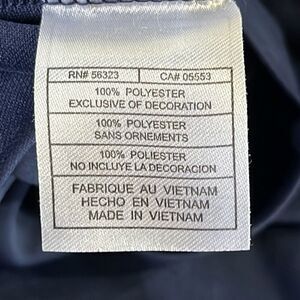 RN# 56323 CA# 05553
100% POLYESTER
EXCLUSIVE OF DECORATION
100% POLYESTER
SANS ORNEMENTS
100% POLIESTER
NO INCLUYE LA DECORACION
FABRIQUE AU VIETNAM
HECHO EN VIETNAM
MADE IN VIETNAM